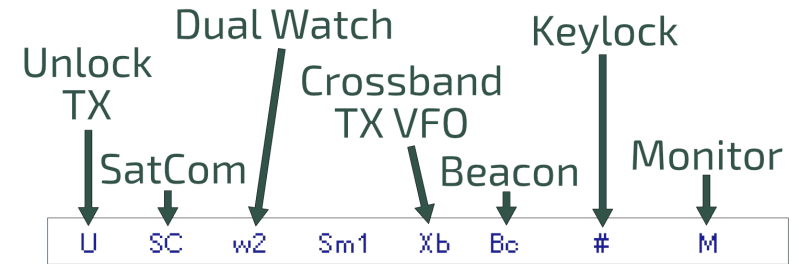 Dual Watch
Keylock
Unlock
TX
Crossband
TX VFO
SatCom
Beacon
Monitor
U SC w2 Sm1 Xb Bc # M